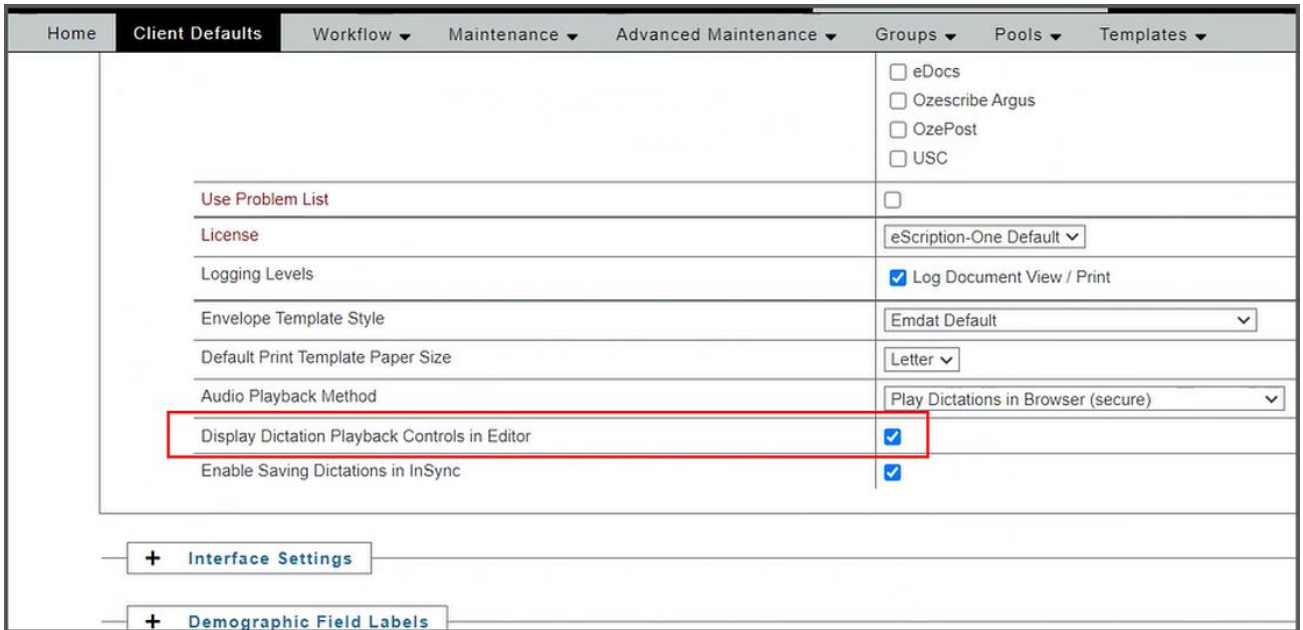 Home Client Defaults Workflow Maintenance Advanced Maintenance Groups Pools Templates
eDocs
Ozescribe Argus
OzePost
USC
Use Problem List
License eScription-One Default
Logging Levels Log Document View / Print
Envelope Template Style Emdat Default
Default Print Template Paper Size Letter
Audio Playback Method Play Dictations in Browser (secure)
Display Dictation Playback Controls in Editor
Enable Saving Dictations in InSync
+ Interface Settings
+ Demographic Field Labels